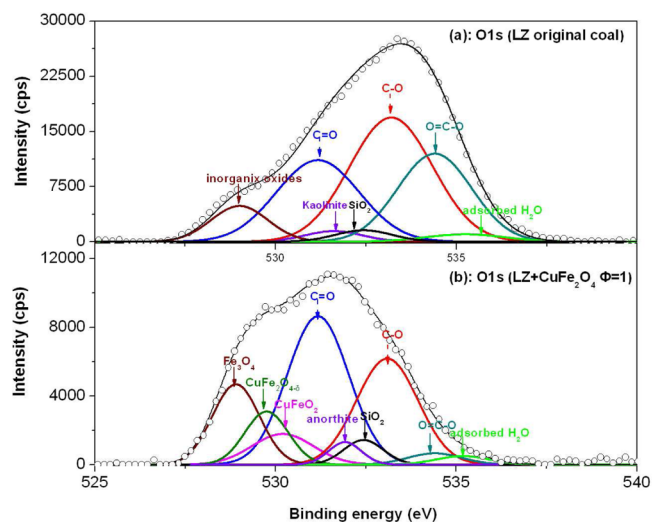 30000
(a): O1s (LZ original coal)
22500
C-O
15000
C=O
O=C-O
7500
inorganix oxides
Kaolinite
SiO₂
adsorbed H₂O
0
Intensity (cps)
530
535
12000
(b): O1s (LZ+CuFe₂O₄ Φ=1)
C=O
8000
C-O
Fe₃O₄
CuFe₂O₄₋δ
4000
CuFeO₂
anorthite
SiO₂
O=C-O
adsorbed H₂O
0
Intensity (cps)
525
530
535
540
Binding energy (eV)